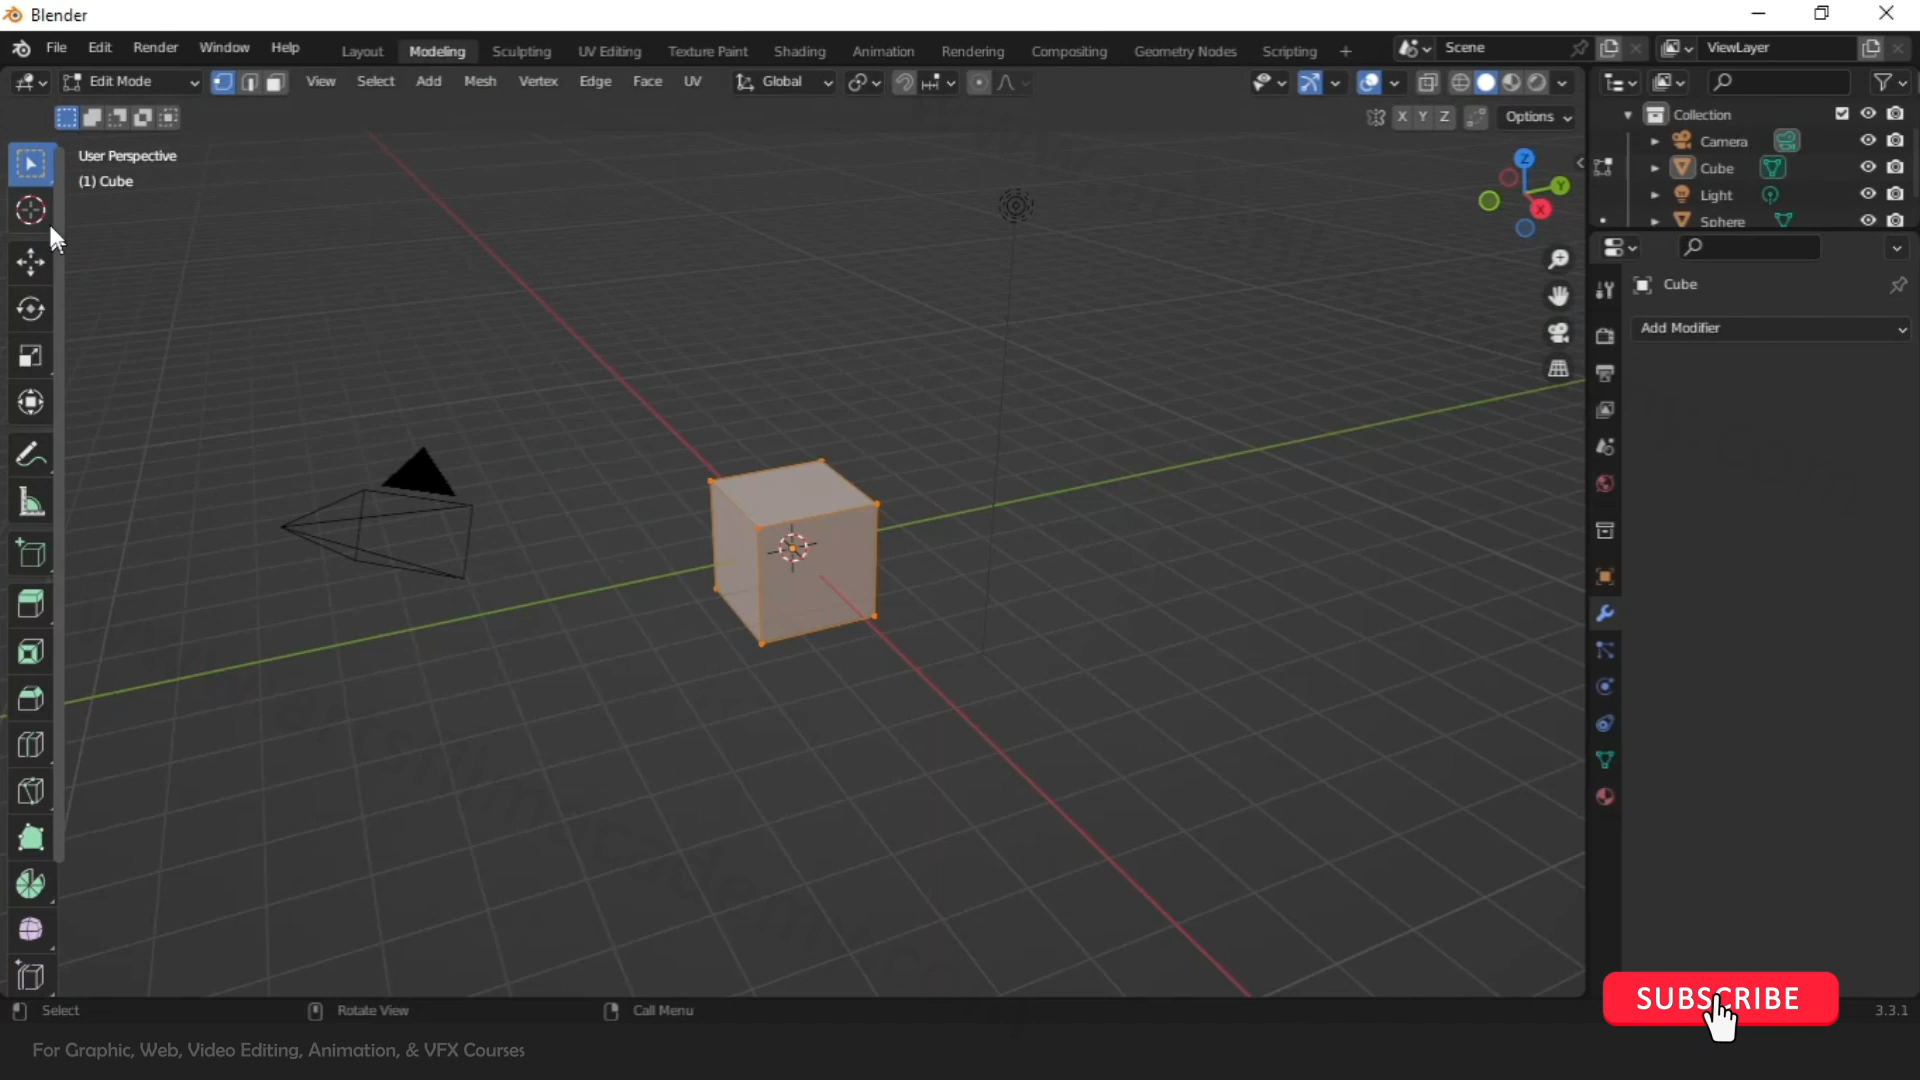 Blender
File Edit Render Window Help Layout Modeling Sculpting UV Editing Texture Paint Shading Animation Rendering Compositing Geometry Nodes Scripting + Scene ViewLayer
Edit Mode View Select Add Mesh Vertex Edge Face UV Global
X Y Z Options
Collection
User Perspective
(1) Cube
Z
Y
X
Camera
Cube
Light
Sphere
Cube
Add Modifier
Select Rotate View Call Menu
SUBSCRIBE
3.3.1
For Graphic, Web, Video Editing, Animation, & VFX Courses